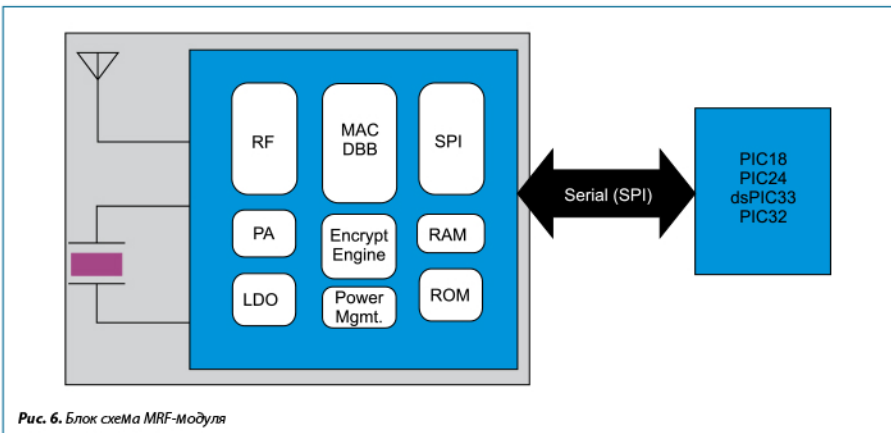 RF
MAC
DBB
SPI
PA
Encrypt
Engine
RAM
LDO
Power
Mgmt.
ROM
Serial (SPI)
PIC18
PIC24
dsPIC33
PIC32
Рис. 6. Блок схема MRF-модуля